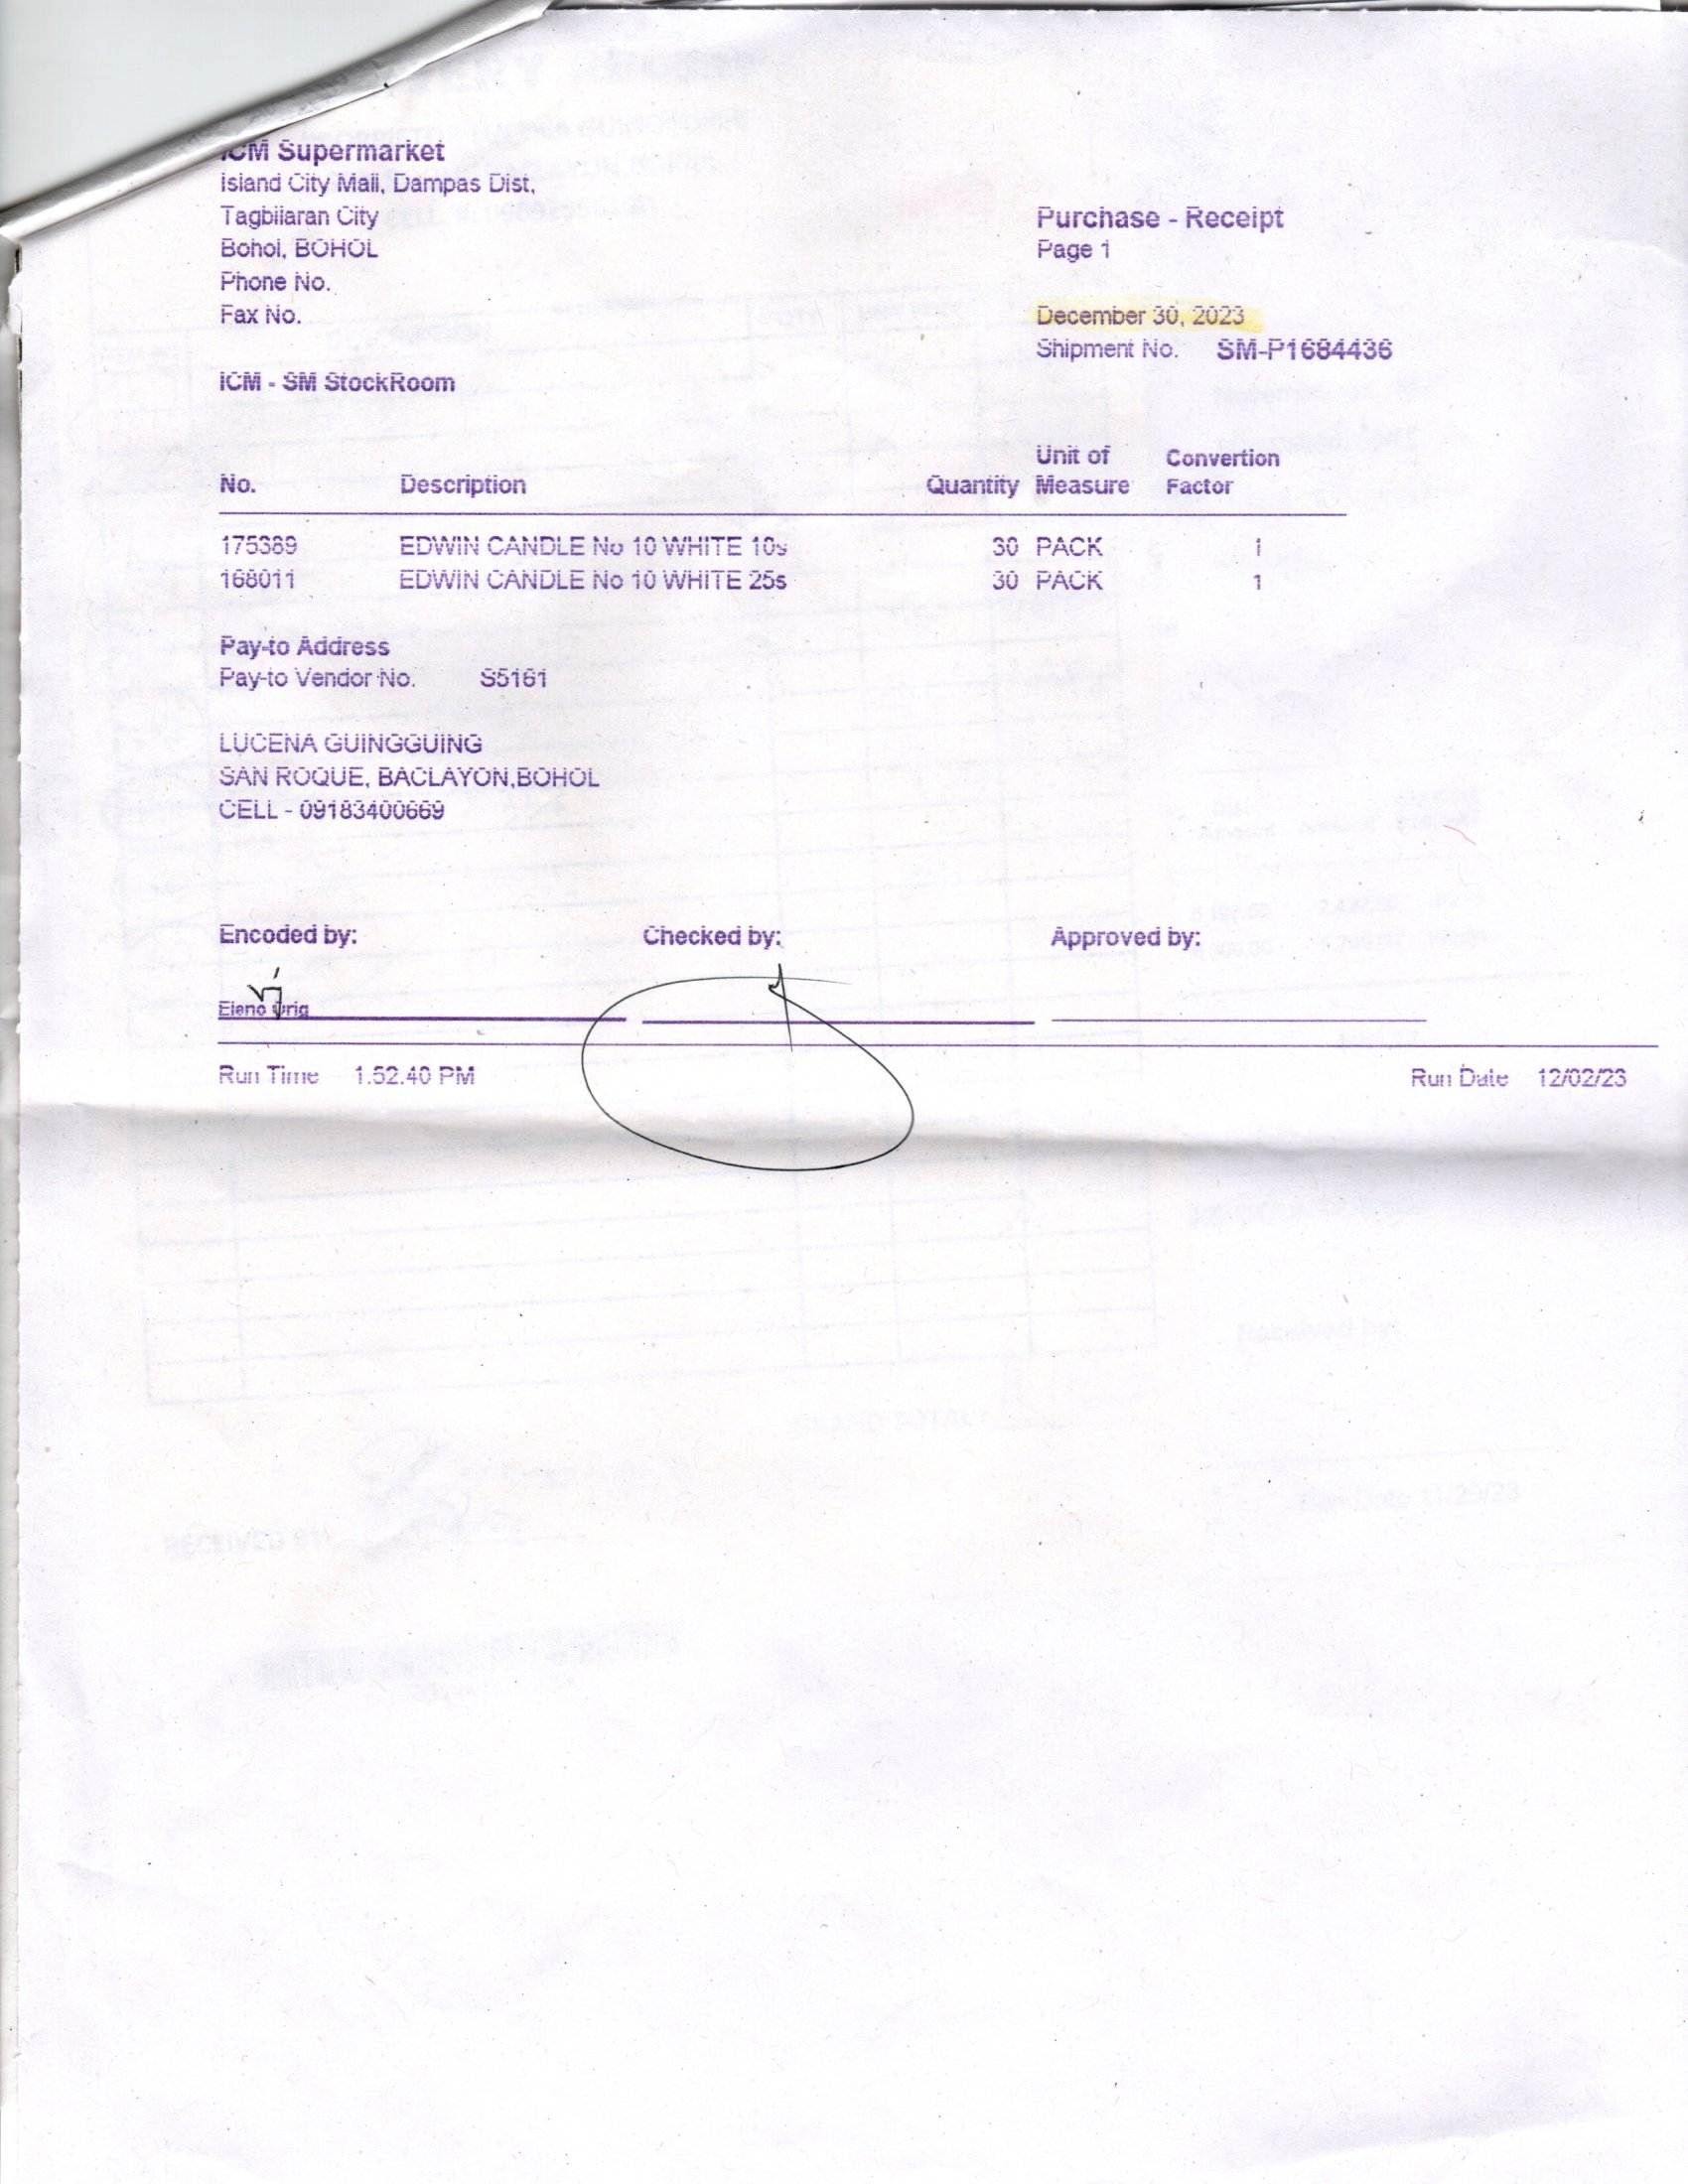 ICM Supermarket
Island City Mall, Dampas Dist,
Tagbilaran City
Bohol, BOHOL
Phone No.
Fax No.
Purchase - Receipt
Page 1
December 30, 2023
Shipment No. SM-P1684436
ICM - SM StockRoom
No. Description Quantity Unit of Measure Convertion Factor
175389 EDWIN CANDLE No 10 WHITE 10s 30 PACK 1
168011 EDWIN CANDLE No 10 WHITE 25s 30 PACK 1
Pay-to Address
Pay-to Vendor No. S5161
LUCENA GUINGGUING
SAN ROQUE, BACLAYON,BOHOL
CELL - 09183400669
Encoded by: Checked by: Approved by:
Eleno Orig
Run Time 1.52.40 PM Run Date 12/02/23